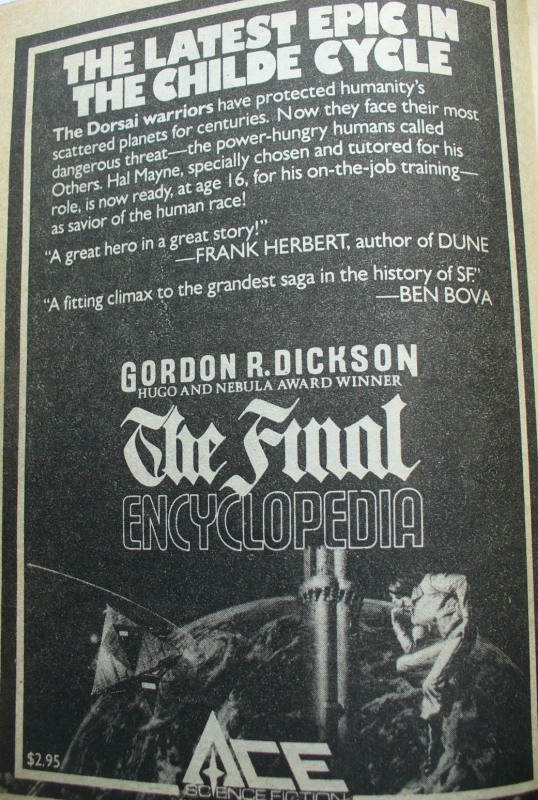 THE LATEST EPIC IN
THE CHILDE CYCLE
The Dorsai warriors have protected humanity's
scattered planets for centuries. Now they face their most
dangerous threat—the power-hungry humans called
Others. Hal Mayne, specially chosen and tutored for his
role, is now ready, at age 16, for his on-the-job training—
as savior of the human race!
"A great hero in a great story!"
—FRANK HERBERT, author of DUNE
"A fitting climax to the grandest saga in the history of SF."
—BEN BOVA
GORDON R. DICKSON
HUGO AND NEBULA AWARD WINNER
The Final
ENCYCLOPEDIA
$2.95
ACE
SCIENCE FICTION